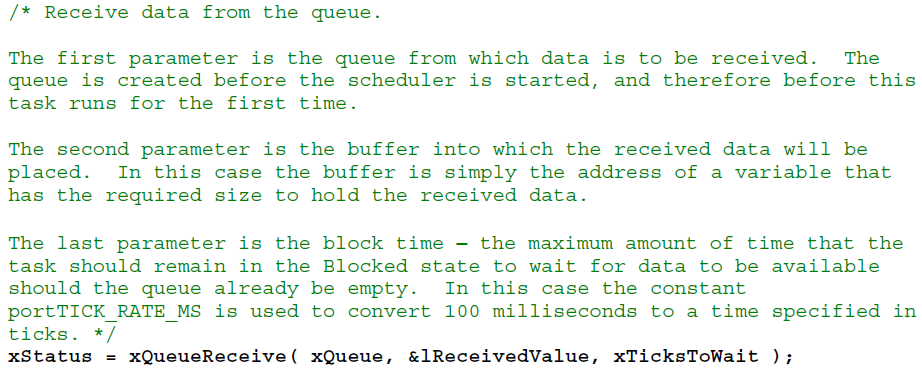 /* Receive data from the queue.
The first parameter is the queue from which data is to be received.  The
queue is created before the scheduler is started, and therefore before this
task runs for the first time.
The second parameter is the buffer into which the received data will be
placed.  In this case the buffer is simply the address of a variable that
has the required size to hold the received data.
The last parameter is the block time – the maximum amount of time that the
task should remain in the Blocked state to wait for data to be available
should the queue already be empty.  In this case the constant
portTICK_RATE_MS is used to convert 100 milliseconds to a time specified in
ticks. */
xStatus = xQueueReceive( xQueue, &lReceivedValue, xTicksToWait );